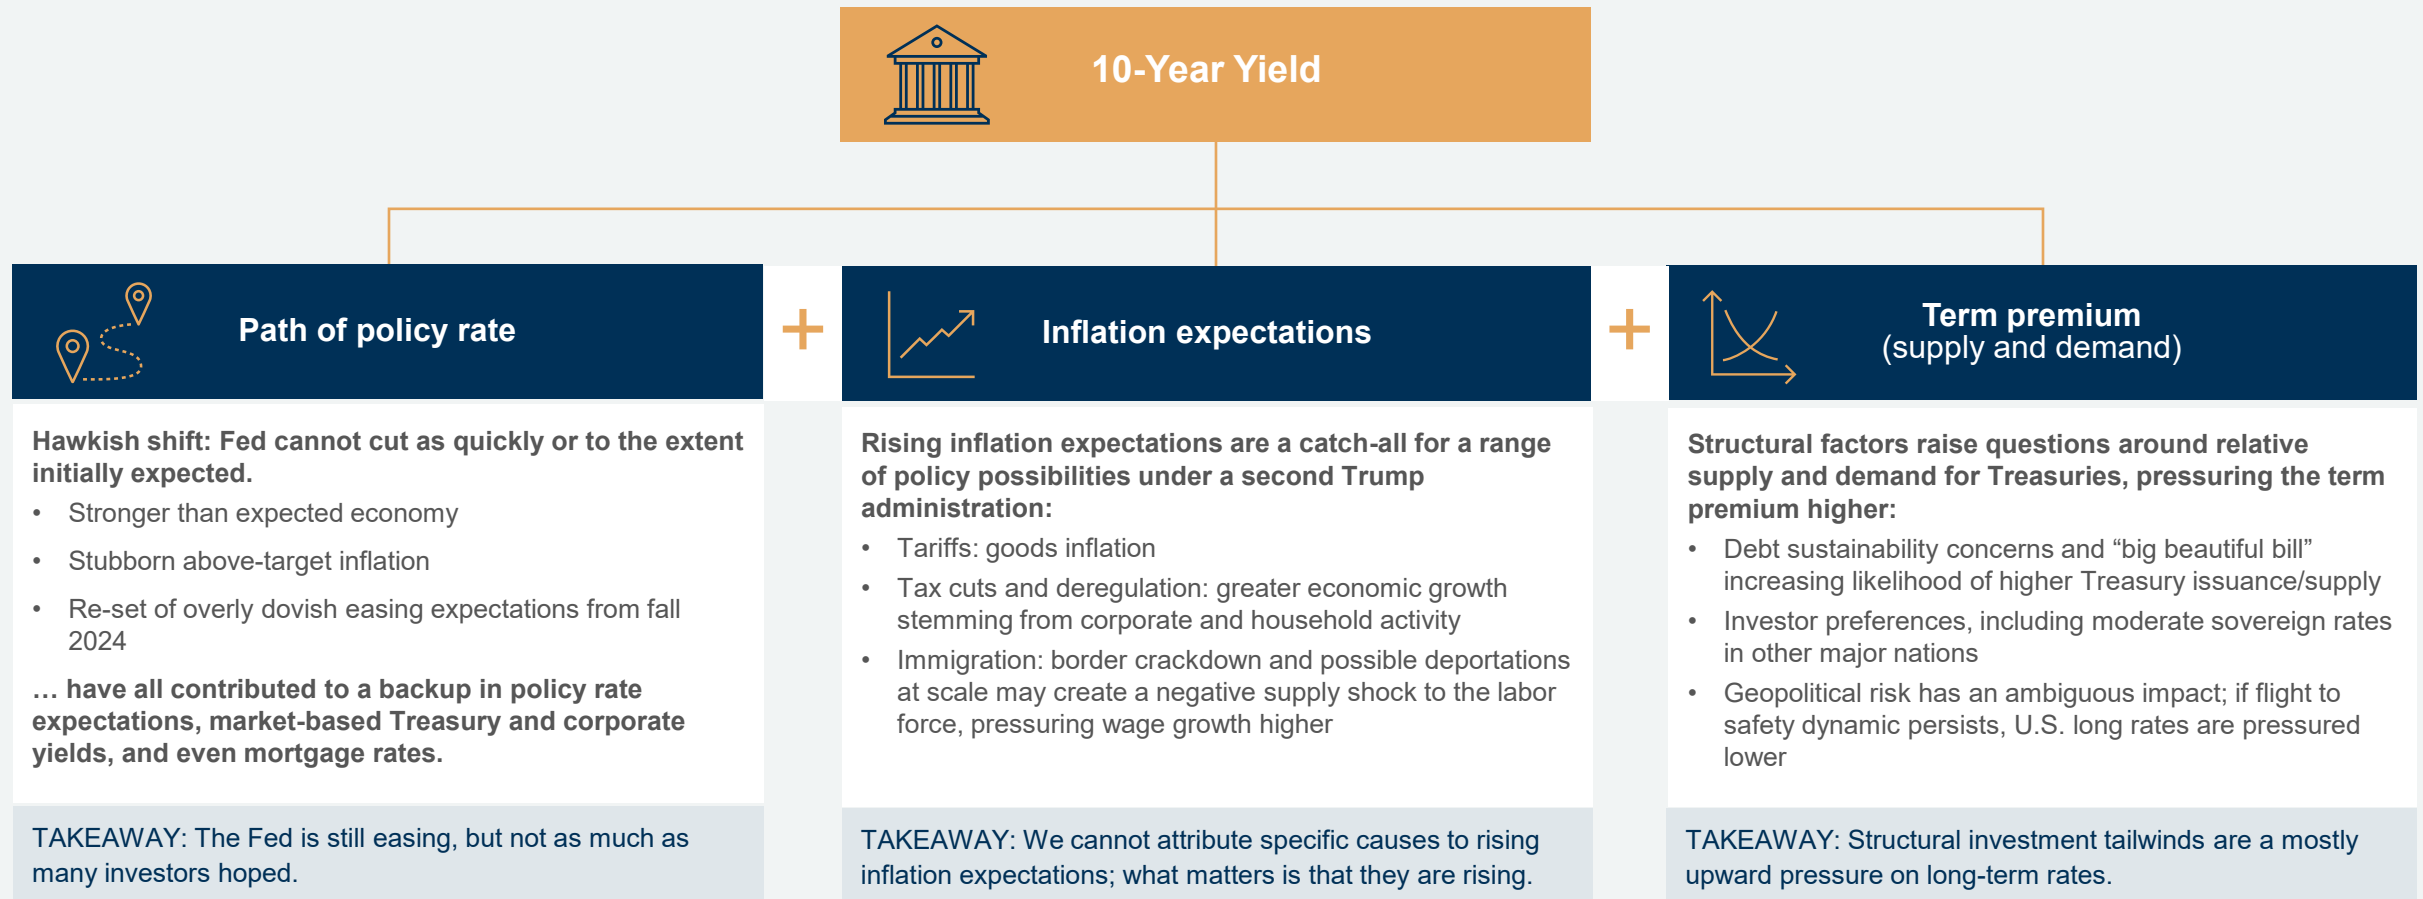 10-Year Yield
Path of policy rate
+
Inflation expectations
+
Term premium
(supply and demand)
Hawkish shift: Fed cannot cut as quickly or to the extent
initially expected.
• Stronger than expected economy
• Stubborn above-target inflation
• Re-set of overly dovish easing expectations from fall
2024
… have all contributed to a backup in policy rate
expectations, market-based Treasury and corporate
yields, and even mortgage rates.
TAKEAWAY: The Fed is still easing, but not as much as
many investors hoped.
Rising inflation expectations are a catch-all for a range
of policy possibilities under a second Trump
administration:
• Tariffs: goods inflation
• Tax cuts and deregulation: greater economic growth
stemming from corporate and household activity
• Immigration: border crackdown and possible deportations
at scale may create a negative supply shock to the labor
force, pressuring wage growth higher
TAKEAWAY: We cannot attribute specific causes to rising
inflation expectations; what matters is that they are rising.
Structural factors raise questions around relative
supply and demand for Treasuries, pressuring the term
premium higher:
• Debt sustainability concerns and “big beautiful bill”
increasing likelihood of higher Treasury issuance/supply
• Investor preferences, including moderate sovereign rates
in other major nations
• Geopolitical risk has an ambiguous impact; if flight to
safety dynamic persists, U.S. long rates are pressured
lower
TAKEAWAY: Structural investment tailwinds are a mostly
upward pressure on long-term rates.